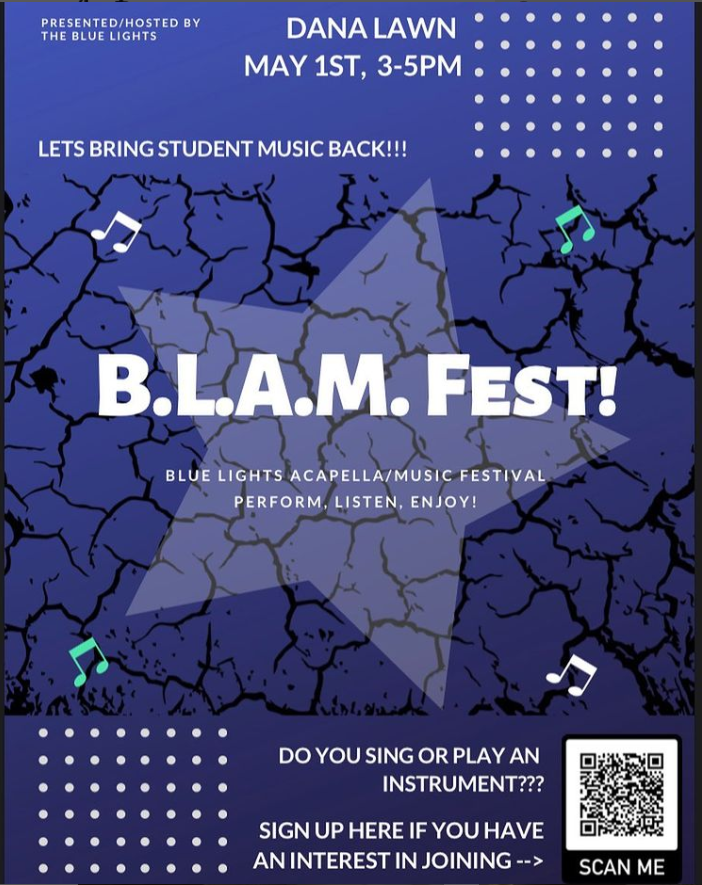 PRESENTED/HOSTED BY
THE BLUE LIGHTS
DANA LAWN
MAY 1ST, 3-5PM
LETS BRING STUDENT MUSIC BACK!!!
B.L.A.M. FEST!
BLUE LIGHTS ACAPELLA/MUSIC FESTIVAL
PERFORM, LISTEN, ENJOY!
DO YOU SING OR PLAY AN
INSTRUMENT???
SIGN UP HERE IF YOU HAVE
AN INTEREST IN JOINING -->
SCAN ME